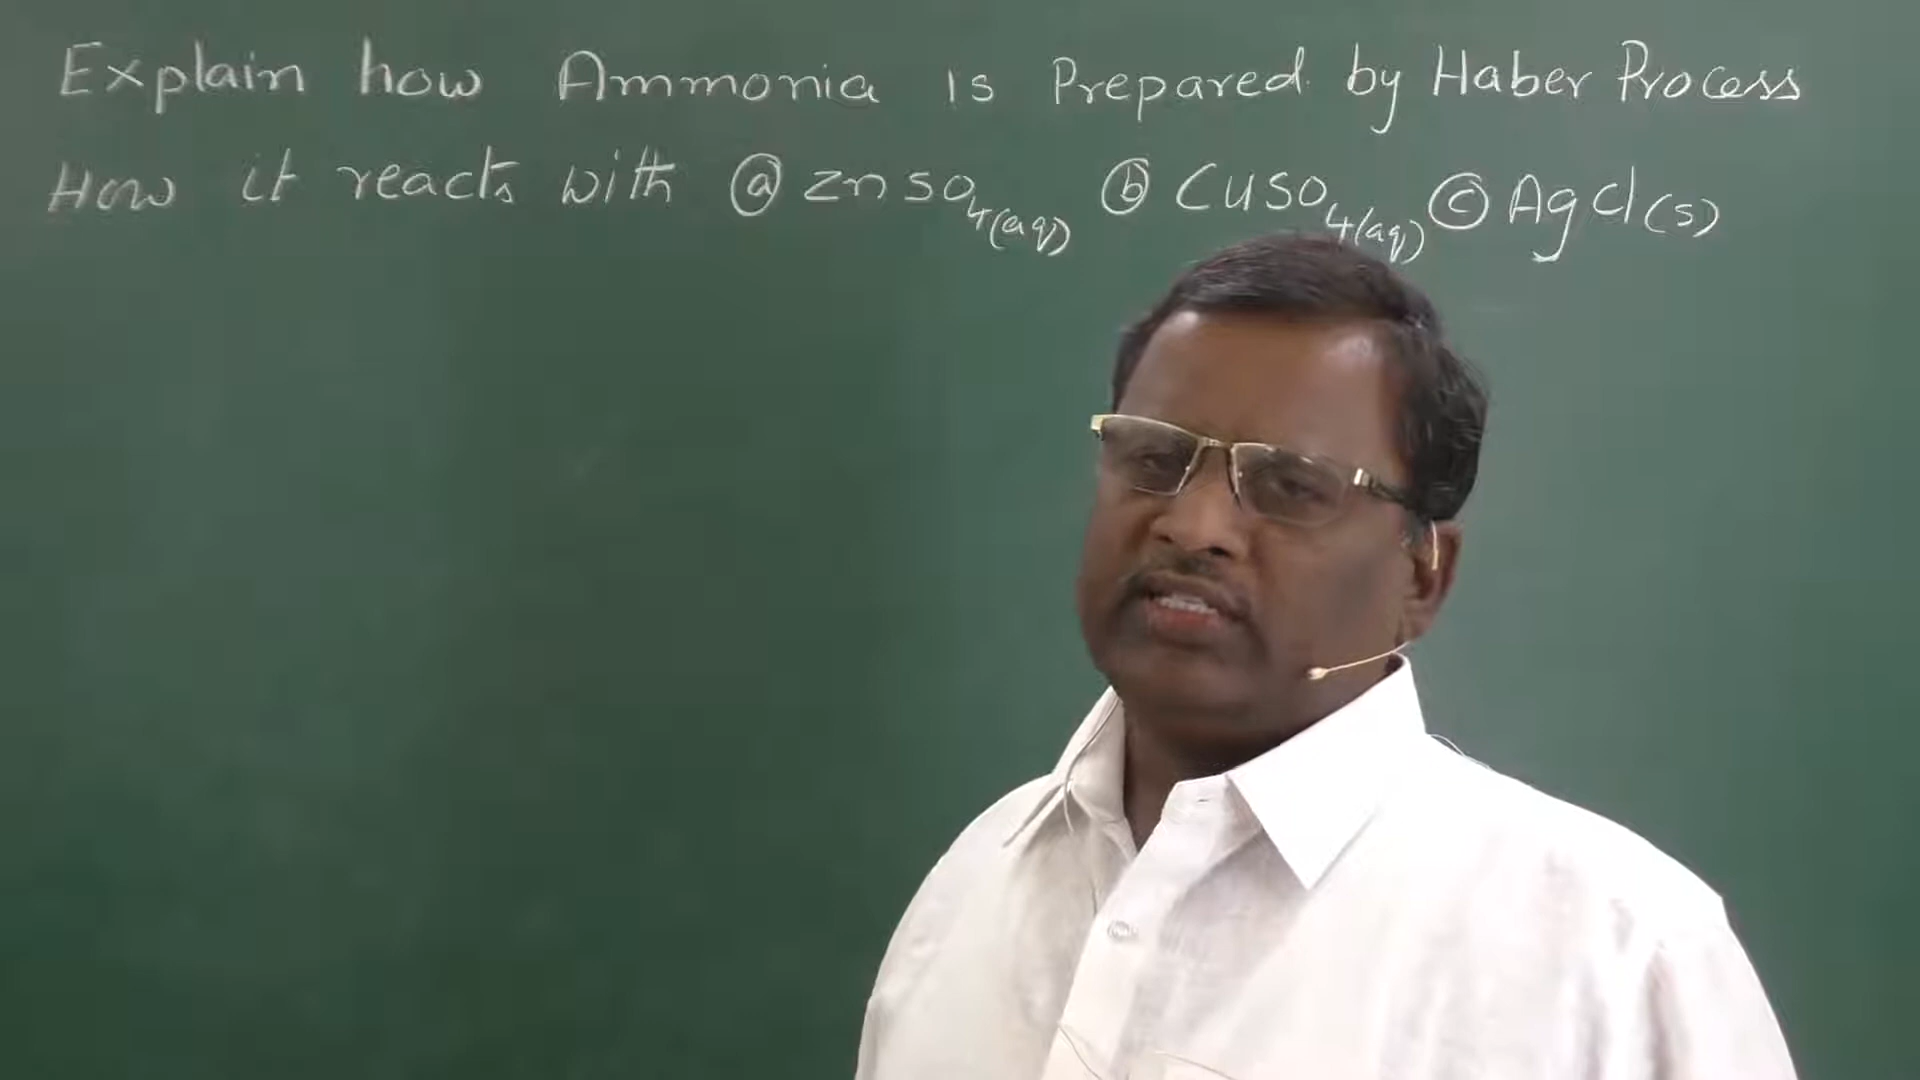 Explain how Ammonia is Prepared by Haber Process
How it reacts with ⓐ ZnSO₄(aq) ⓑ CuSO₄(aq) ⓒ AgCl(s)